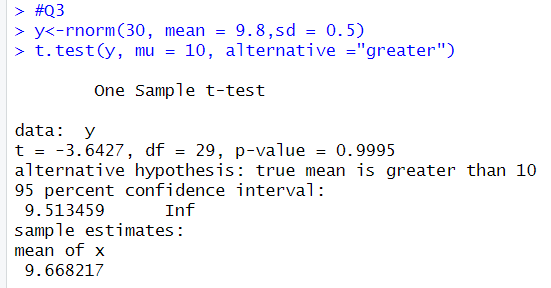 > #Q3
> y<-rnorm(30, mean = 9.8,sd = 0.5)
> t.test(y, mu = 10, alternative ="greater")
One Sample t-test
data:  y
t = -3.6427, df = 29, p-value = 0.9995
alternative hypothesis: true mean is greater than 10
95 percent confidence interval:
 9.513459      Inf
sample estimates:
mean of x
 9.668217